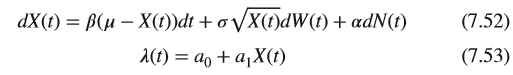 dX(t) = β(μ − X(t))dt + σ√X(t)dW(t) + αdN(t) (7.52)
λ(t) = a₀ + a₁X(t) (7.53)